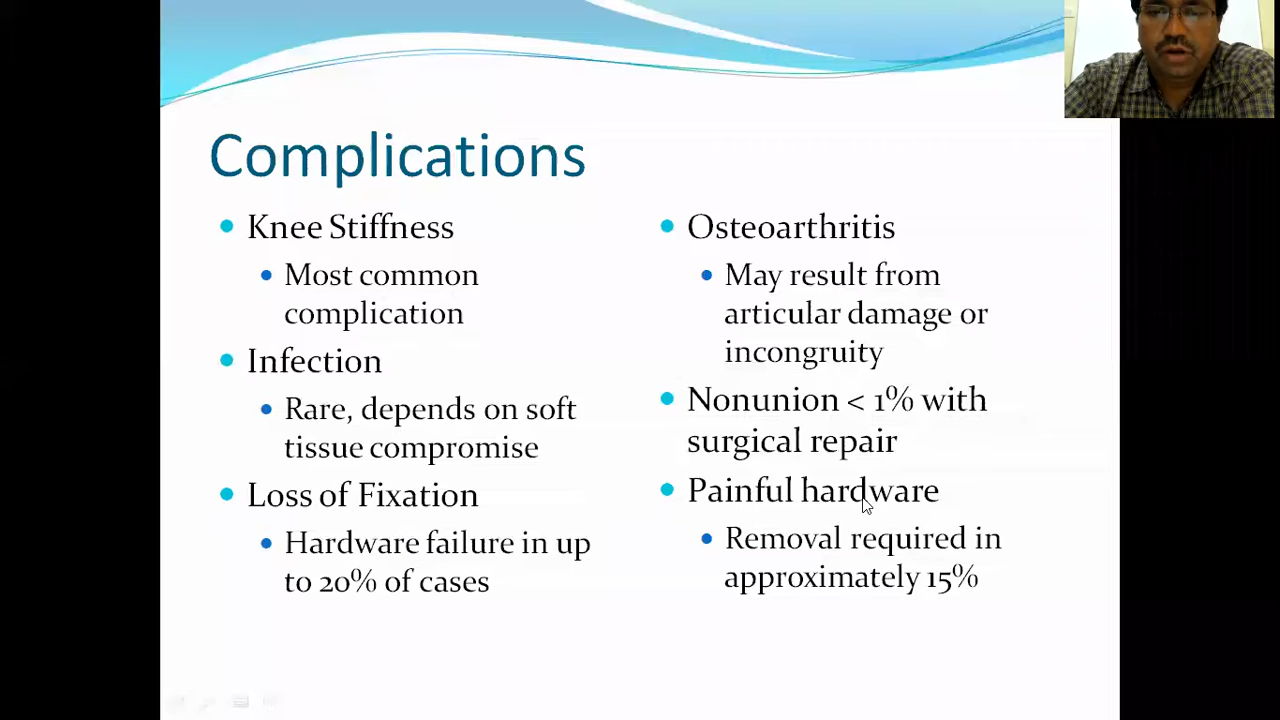 Complications
Knee Stiffness
Most common
complication
Infection
Rare, depends on soft
tissue compromise
Loss of Fixation
Hardware failure in up
to 20% of cases
Osteoarthritis
May result from
articular damage or
incongruity
Nonunion < 1% with
surgical repair
Painful hardware
Removal required in
approximately 15%